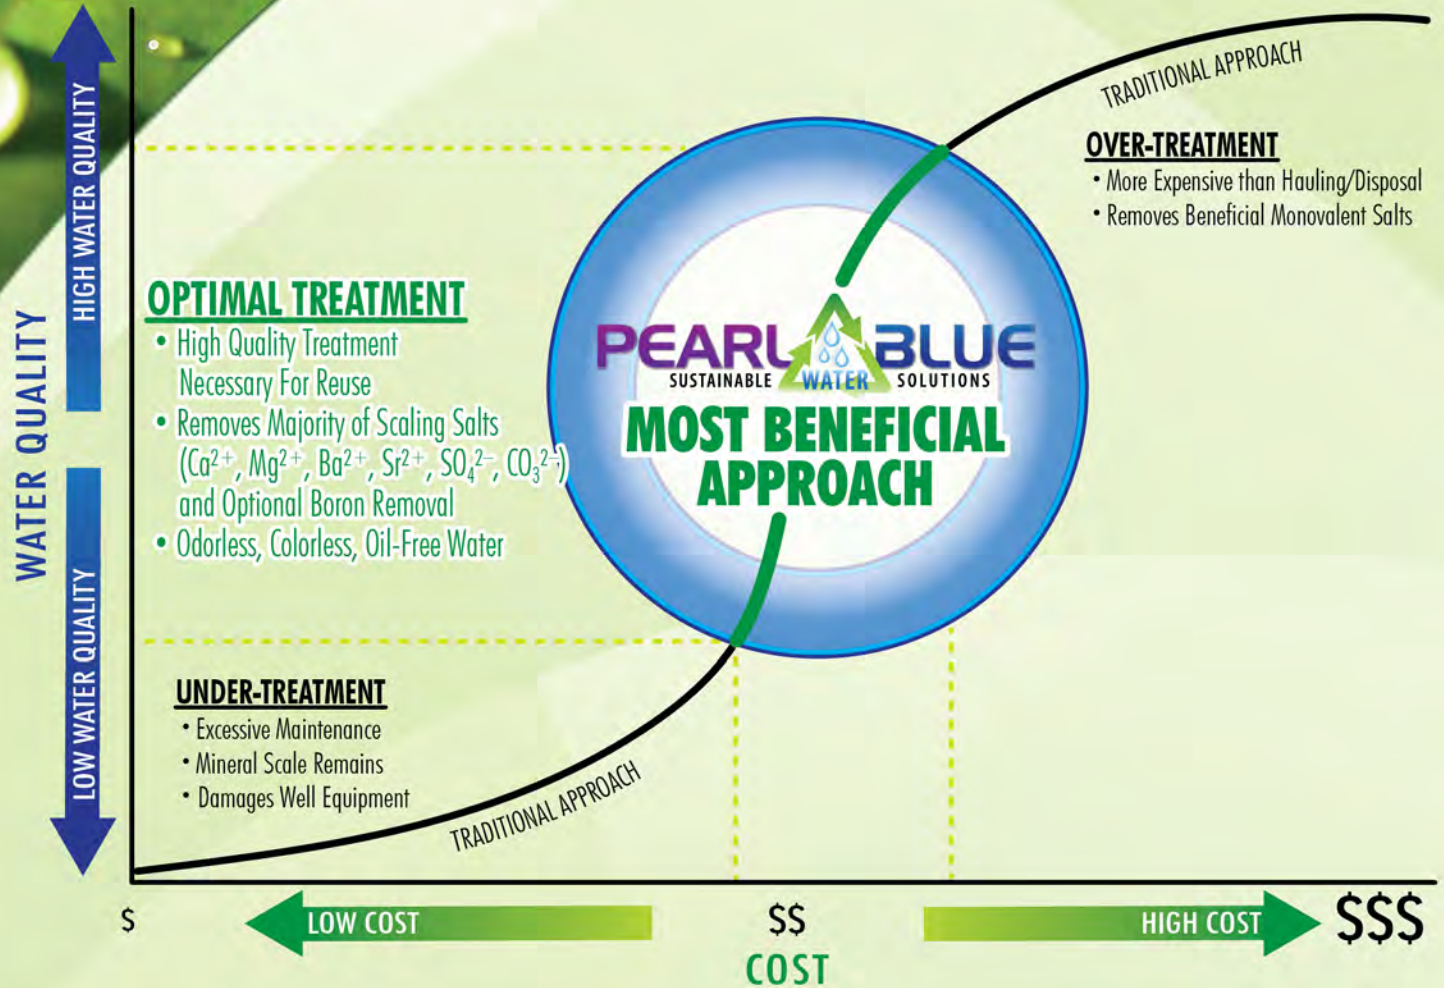 WATER QUALITY
HIGH WATER QUALITY
LOW WATER QUALITY
TRADITIONAL APPROACH
OVER-TREATMENT
• More Expensive than Hauling/Disposal
• Removes Beneficial Monovalent Salts
OPTIMAL TREATMENT
• High Quality Treatment
Necessary For Reuse
• Removes Majority of Scaling Salts
(Ca²⁺, Mg²⁺, Ba²⁺, Sr²⁺, SO₄²⁻, CO₃²⁻)
and Optional Boron Removal
• Odorless, Colorless, Oil-Free Water
PEARL BLUE
SUSTAINABLE WATER SOLUTIONS
MOST BENEFICIAL
APPROACH
UNDER-TREATMENT
• Excessive Maintenance
• Mineral Scale Remains
• Damages Well Equipment
TRADITIONAL APPROACH
$ LOW COST $$ HIGH COST $$$
COST